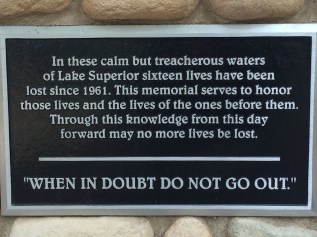 In these calm but treacherous waters
of Lake Superior sixteen lives have been
lost since 1961. This memorial serves to honor
those lives and the lives of the ones before them.
Through this knowledge from this day
forward may no more lives be lost.
"WHEN IN DOUBT DO NOT GO OUT."